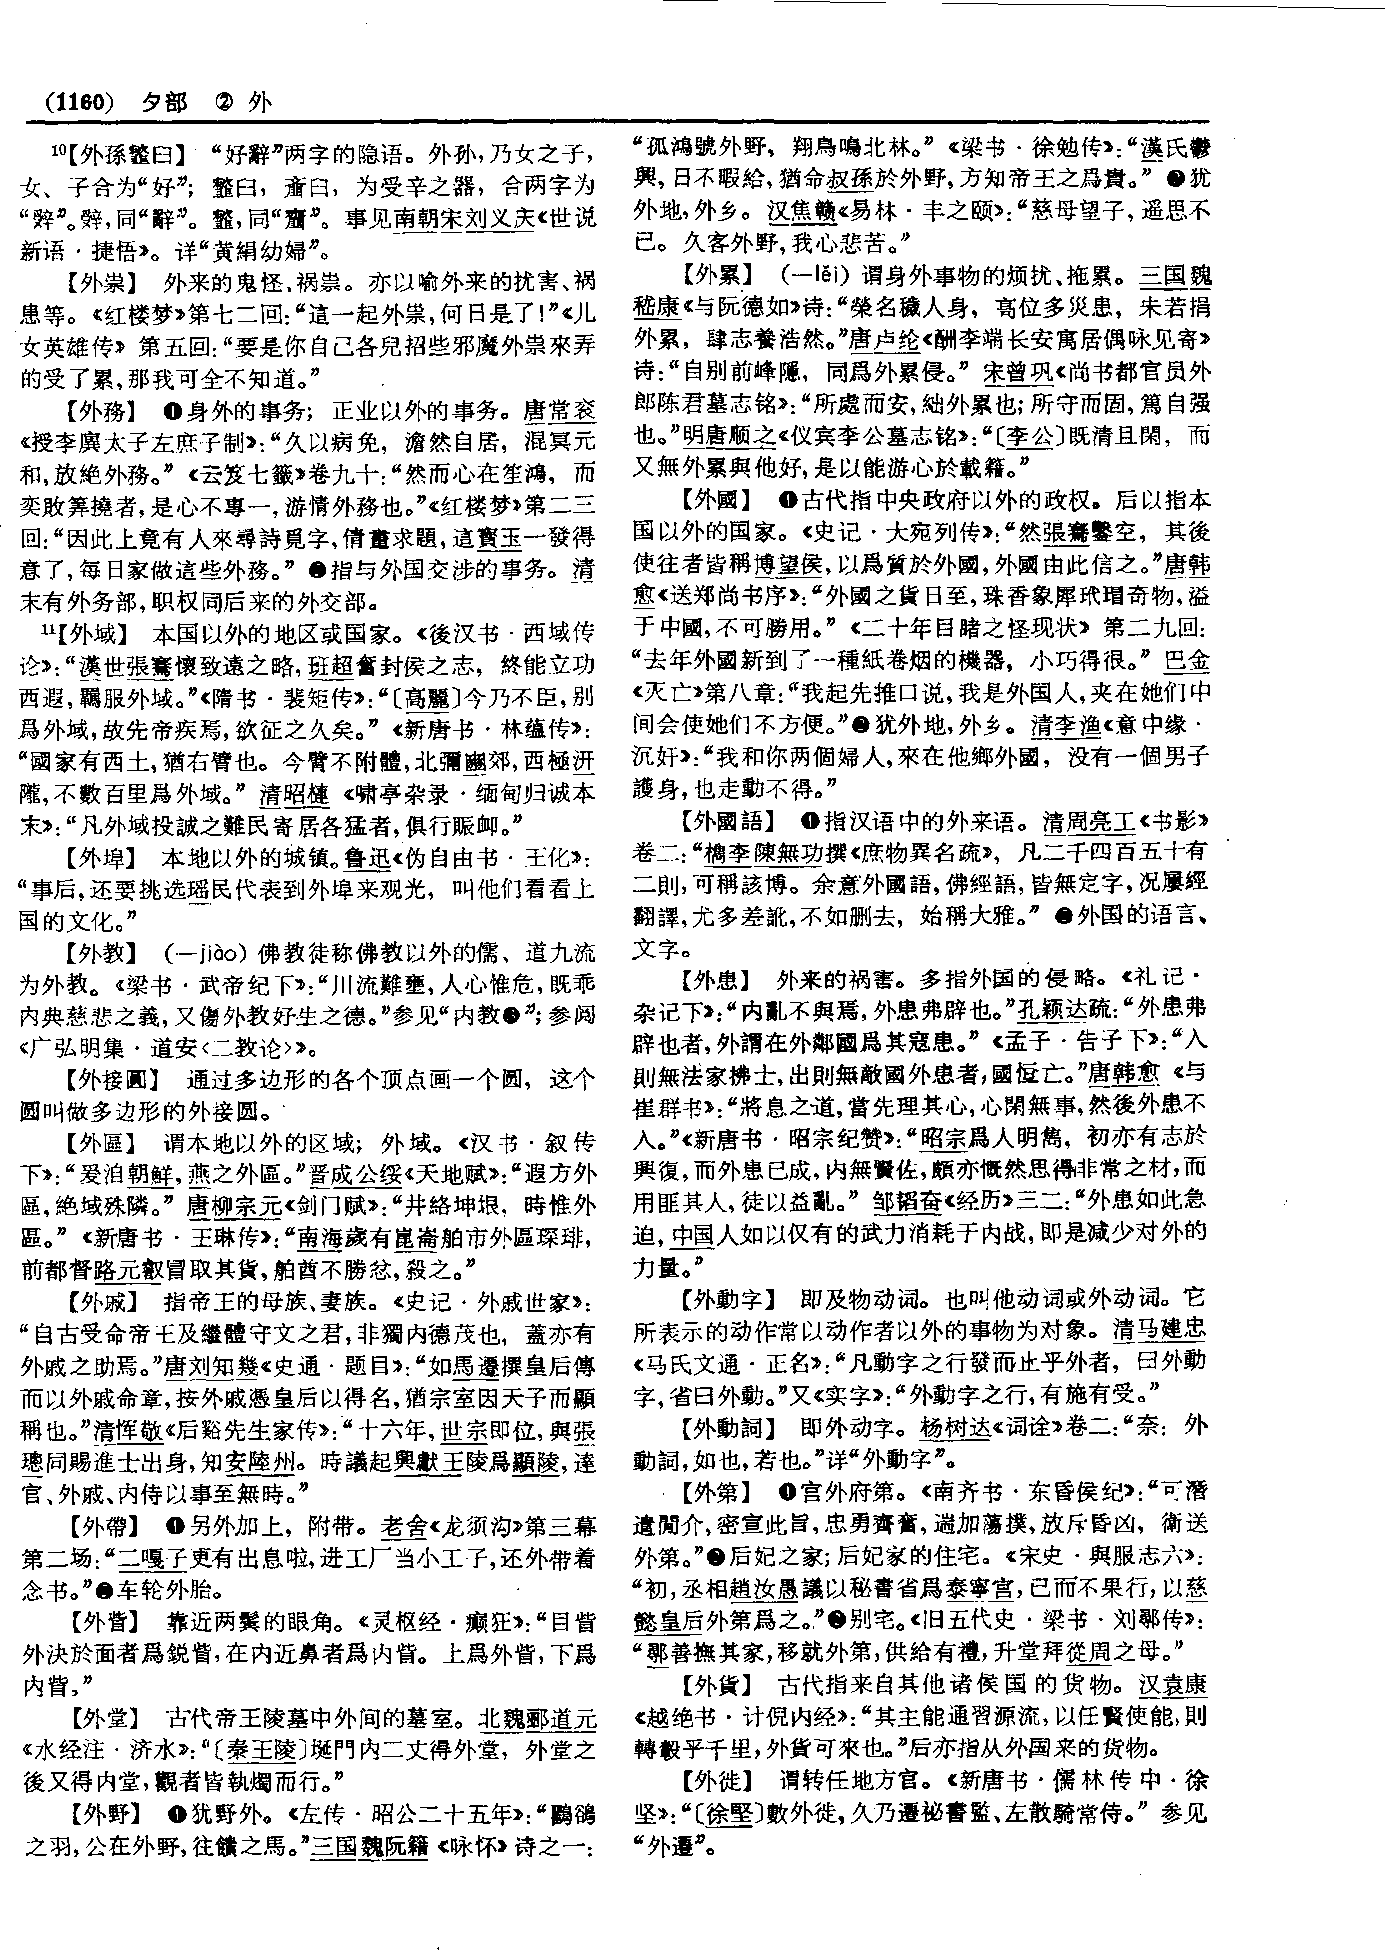 (1160) 夕部 ② 外
¹⁰【外孫韲臼】 “好辭”两字的隐语。外孙，乃女之子，
女、子合为“好”；韲臼，齑臼，为受辛之器，合两字为
“辤”。辤，同“辭”。韲，同“齏”。事见南朝宋刘义庆《世说
新语·捷悟》。详“黄絹幼婦”。
【外祟】 外来的鬼怪、祸祟。亦以喻外来的扰害、祸
患等。《红楼梦》第七二回：“這一起外祟，何日是了！”《儿
女英雄传》第五回：“要是你自己各兒招些邪魔外祟來弄
的受了累，那我可全不知道。”
【外務】 ❶身外的事务；正业以外的事务。唐常衮
《授李廙太子左庶子制》：“久以病免，澹然自居，混冥元
和，放絶外務。”《云笈七籤》卷九十：“然而心在笙鴻，而
奕敗筭撓者，是心不專一，游情外務也。”《红楼梦》第二三
回：“因此上竟有人來尋詩覓字，倩畫求題，這寶玉一發得
意了，每日家做這些外務。” ❷指与外国交涉的事务。清
末有外务部，职权同后来的外交部。
¹¹【外域】 本国以外的地区或国家。《後汉书·西域传
论》：“漢世張騫懷致遠之略，班超奮封侯之志，終能立功
西遐，羈服外域。”《隋书·裴矩传》：“〔高麗〕今乃不臣，别
爲外域，故先帝疾焉，欲征之久矣。”《新唐书·林蕴传》：
“國家有西土，猶右臂也。今臂不附體，北彌豳郊，西極汧
隴，不數百里爲外域。” 清昭槤《啸亭杂录·缅甸归诚本
末》：“凡外域投誠之難民寄居各猛者，俱行賑卹。”
【外埠】 本地以外的城镇。鲁迅《伪自由书·王化》：
“事后，还要挑选瑶民代表到外埠来观光，叫他们看看上
国的文化。”
【外教】 （—jiào）佛教徒称佛教以外的儒、道九流
为外教。《梁书·武帝纪下》：“川流難壅，人心惟危，既乖
内典慈悲之義，又傷外教好生之德。”参见“内教❷”；参阅
《广弘明集·道安〈二教论〉》。
【外接圓】 通过多边形的各个顶点画一个圆，这个
圆叫做多边形的外接圆。
【外區】 谓本地以外的区域；外域。《汉书·叙传
下》：“爰洎朝鮮，燕之外區。”晋成公绥《天地赋》：“遐方外
區，絶域殊隣。” 唐柳宗元《剑门赋》：“井絡坤垠，時惟外
區。”《新唐书·王琳传》：“南海歲有崑崙舶市外區琛琲，
前都督路元叡冒取其貨，舶酋不勝忿，殺之。”
【外戚】 指帝王的母族、妻族。《史记·外戚世家》：
“自古受命帝王及繼體守文之君，非獨内德茂也，蓋亦有
外戚之助焉。”唐刘知幾《史通·题目》：“如馬遷撰皇后傳
而以外戚命章，按外戚憑皇后以得名，猶宗室因天子而顯
稱也。”清恽敬《后谿先生家传》：“十六年，世宗即位，與張
璁同賜進士出身，知安陸州。時議起興獻王陵爲顯陵，逹
官、外戚、内侍以事至無時。”
【外帶】 ❶另外加上，附带。老舍《龙须沟》第三幕
第二场：“二嘎子更有出息啦，进工厂当小工子，还外带着
念书。”❷车轮外胎。
【外眥】 靠近两鬓的眼角。《灵枢经·癫狂》：“目眥
外決於面者爲鋭眥，在内近鼻者爲内眥。上爲外眥，下爲
内眥。”
【外堂】 古代帝王陵墓中外间的墓室。北魏郦道元
《水经注·济水》：“〔秦王陵〕埏門内二丈得外堂，外堂之
後又得内堂，觀者皆執燭而行。”
【外野】 ❶犹野外。《左传·昭公二十五年》：“鸜鵒
之羽，公在外野，往饋之馬。”三国魏阮籍《咏怀》诗之一：
“孤鴻號外野，翔鳥鳴北林。”《梁书·徐勉传》：“漢氏鬱
興，日不暇給，猶命叔孫於外野，方知帝王之爲貴。” ❷犹
外地，外乡。汉焦赣《易林·丰之颐》：“慈母望子，遥思不
已。久客外野，我心悲苦。”
【外累】 （—lěi）谓身外事物的烦扰、拖累。三国魏
嵇康《与阮德如》诗：“榮名穢人身，高位多災患，未若捐
外累，肆志養浩然。”唐卢纶《酬李端长安寓居偶咏见寄》
诗：“自别前峰隱，同爲外累侵。” 宋曾巩《尚书都官员外
郎陈君墓志铭》：“所處而安，絀外累也；所守而固，篤自强
也。”明唐顺之《仪宾李公墓志铭》：“〔李公〕既清且閑，而
又無外累與他好，是以能游心於載籍。”
【外國】 ❶古代指中央政府以外的政权。后以指本
国以外的国家。《史记·大宛列传》：“然張騫鑿空，其後
使往者皆稱博望侯，以爲質於外國，外國由此信之。”唐韩
愈《送郑尚书序》：“外國之貨日至，珠香象犀玳瑁奇物，溢
于中國，不可勝用。”《二十年目睹之怪现状》第二九回：
“去年外國新到了一種紙卷烟的機器，小巧得很。” 巴金
《灭亡》第八章：“我起先推口说，我是外国人，夹在她们中
间会使她们不方便。”❷犹外地，外乡。清李渔《意中缘·
沉奸》：“我和你两個婦人，來在他鄉外國，没有一個男子
護身，也走動不得。”
【外國語】 ❶指汉语中的外来语。清周亮工《书影》
卷二：“檇李陳無功撰《庶物異名疏》，凡二千四百五十有
二則，可稱該博。余意外國語，佛經語，皆無定字，况屢經
翻譯，尤多差訛，不如删去，始稱大雅。” ❷外国的语言、
文字。
【外患】 外来的祸害。多指外国的侵略。《礼记·
杂记下》：“内亂不與焉，外患弗辟也。”孔颖达疏：“外患弗
辟也者，外謂在外鄰國爲其寇患。”《孟子·告子下》：“入
則無法家拂士，出則無敵國外患者，國恒亡。”唐韩愈《与
崔群书》：“將息之道，當先理其心，心閑無事，然後外患不
入。”《新唐书·昭宗纪赞》：“昭宗爲人明雋，初亦有志於
興復，而外患已成，内無賢佐，頗亦慨然思得非常之材，而
用匪其人，徒以益亂。” 邹韬奋《经历》三二：“外患如此急
迫，中国人如以仅有的武力消耗于内战，即是减少对外的
力量。”
【外動字】 即及物动词。也叫他动词或外动词。它
所表示的动作常以动作者以外的事物为对象。清马建忠
《马氏文通·正名》：“凡動字之行發而止乎外者，曰外動
字，省曰外動。”又《实字》：“外動字之行，有施有受。”
【外動詞】 即外动字。杨树达《词诠》卷二：“奈：外
動詞，如也，若也。”详“外動字”。
【外第】 ❶宫外府第。《南齐书·东昏侯纪》：“可潛
遣閒介，密宣此旨，忠勇齊奮，遄加蕩撲，放斥昏凶，衛送
外第。”❷后妃之家；后妃家的住宅。《宋史·舆服志六》：
“初，丞相趙汝愚議以秘書省爲泰寧宫，已而不果行，以慈
懿皇后外第爲之。”❸别宅。《旧五代史·梁书·刘鄩传》：
“鄩善撫其家，移就外第，供給有禮，升堂拜從周之母。”
【外貨】 古代指来自其他诸侯国的货物。汉袁康
《越绝书·计倪内经》：“其主能通習源流，以任賢使能，則
轉轂乎千里，外貨可來也。”后亦指从外国来的货物。
【外徙】 谓转任地方官。《新唐书·儒林传中·徐
坚》：“〔徐堅〕數外徙，久乃遷祕書監、左散騎常侍。” 参见
“外遷”。